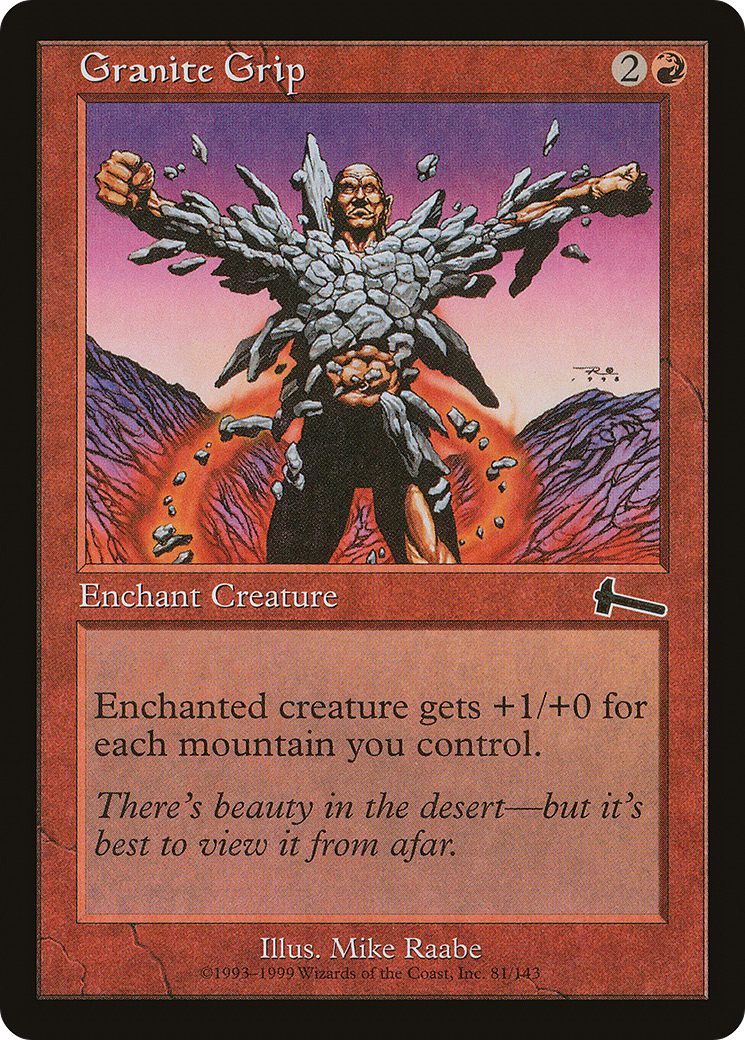 Granite Grip
2
1998
Enchant Creature
Enchanted creature gets +1/+0 for
each mountain you control.
There's beauty in the desert—but it's
best to view it from afar.
Illus. Mike Raabe
©1993–1999 Wizards of the Coast, Inc. 81/143